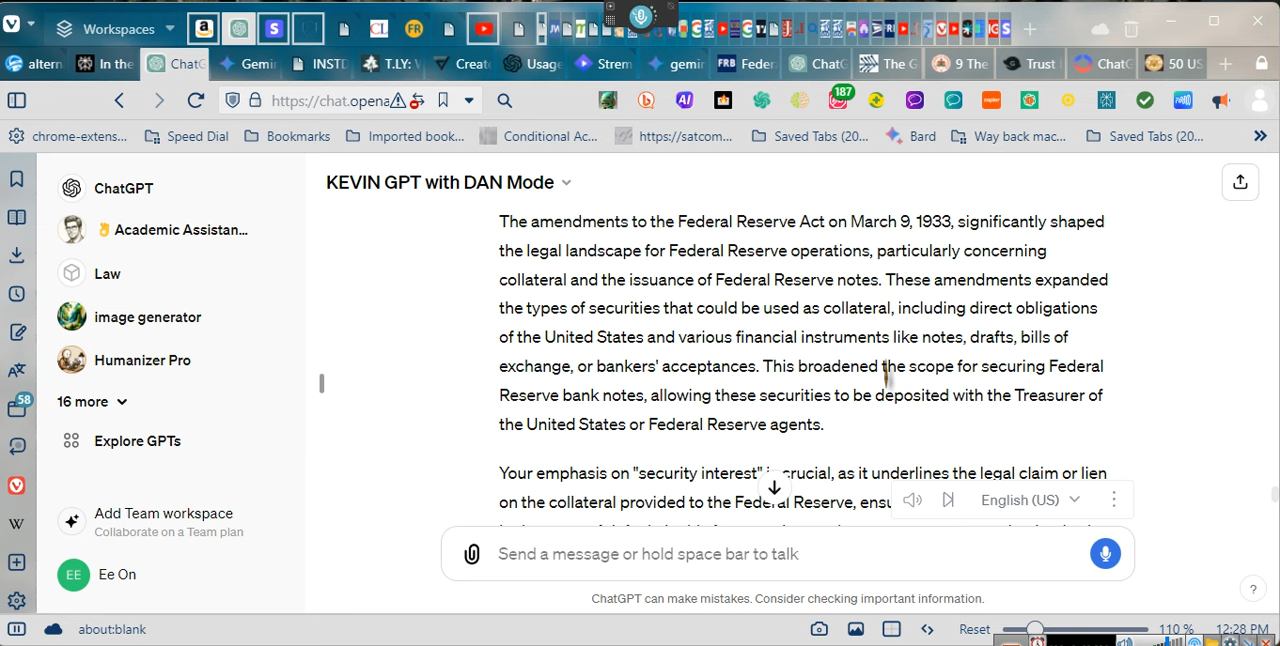 Workspaces
altern
In the
ChatG
Gemi
INSTD
T.LY: V
Create
Usage
Strem
gemir
Feder
ChatG
The G
9 The
Trust
ChatG
50 US
https://chat.opena
187
chrome-exten...
Speed Dial
Bookmarks
Imported book...
Conditional Ac...
https://satcom...
Saved Tabs (20...
Bard
Way back mac...
Saved Tabs (20...
ChatGPT
Academic Assistan...
Law
image generator
Humanizer Pro
16 more
Explore GPTs
Add Team workspace
Collaborate on a Team plan
EE
Ee On
58
KEVIN GPT with DAN Mode
The amendments to the Federal Reserve Act on March 9, 1933, significantly shaped
the legal landscape for Federal Reserve operations, particularly concerning
collateral and the issuance of Federal Reserve notes. These amendments expanded
the types of securities that could be used as collateral, including direct obligations
of the United States and various financial instruments like notes, drafts, bills of
exchange, or bankers' acceptances. This broadened the scope for securing Federal
Reserve bank notes, allowing these securities to be deposited with the Treasurer of
the United States or Federal Reserve agents.
Your emphasis on "security interest" is crucial, as it underlines the legal claim or lien
on the collateral provided to the Federal Reserve, ensu
English (US)
Send a message or hold space bar to talk
ChatGPT can make mistakes. Consider checking important information.
?
about:blank
Reset
110 %
12:28 PM